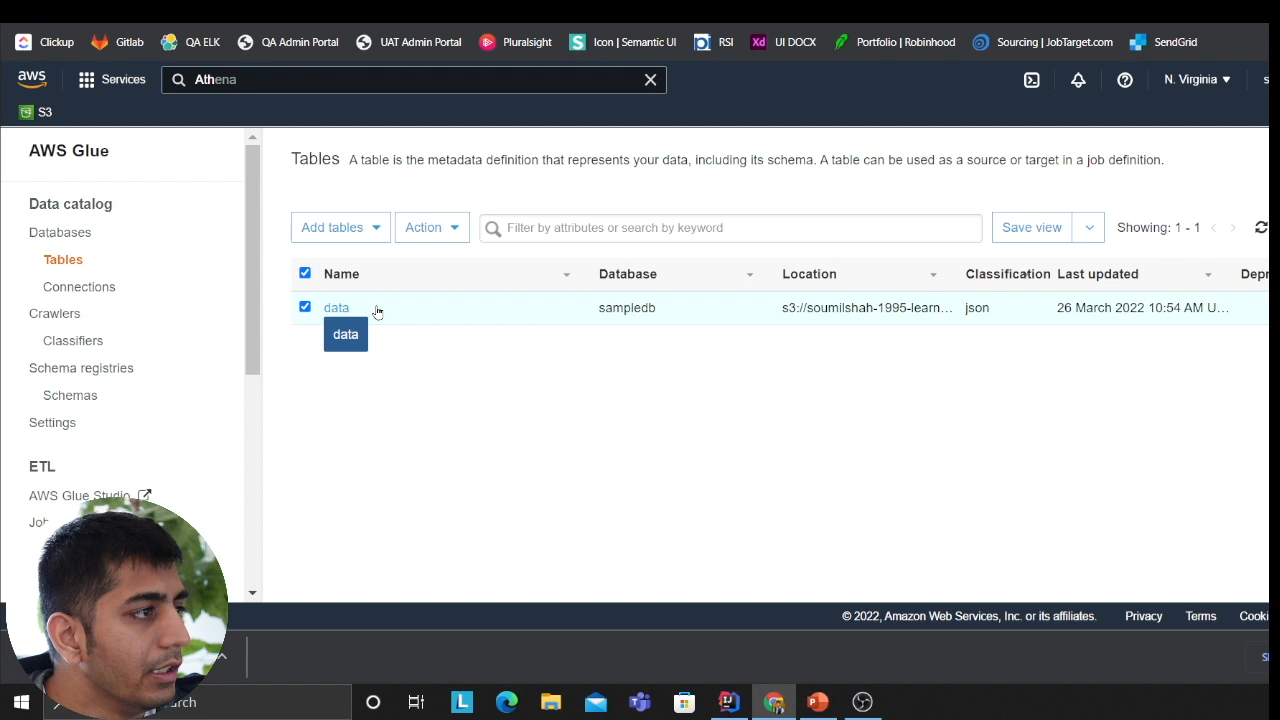 Clickup Gitlab QA ELK QA Admin Portal UAT Admin Portal Pluralsight Icon | Semantic UI RSI Xd UI DOCX Portfolio | Robinhood Sourcing | JobTarget.com SendGrid
aws Services Athena N. Virginia
S3
AWS Glue
Tables A table is the metadata definition that represents your data, including its schema. A table can be used as a source or target in a job definition.
Data catalog
Databases
Tables
Connections
Crawlers
Classifiers
Schema registries
Schemas
Settings
ETL
AWS Glue Studio
Add tables Action Filter by attributes or search by keyword Save view Showing: 1 - 1
Name Database Location Classification Last updated Depr
data sampledb s3://soumilshah-1995-learn... json 26 March 2022 10:54 AM U...
data
© 2022, Amazon Web Services, Inc. or its affiliates. Privacy Terms Cooki